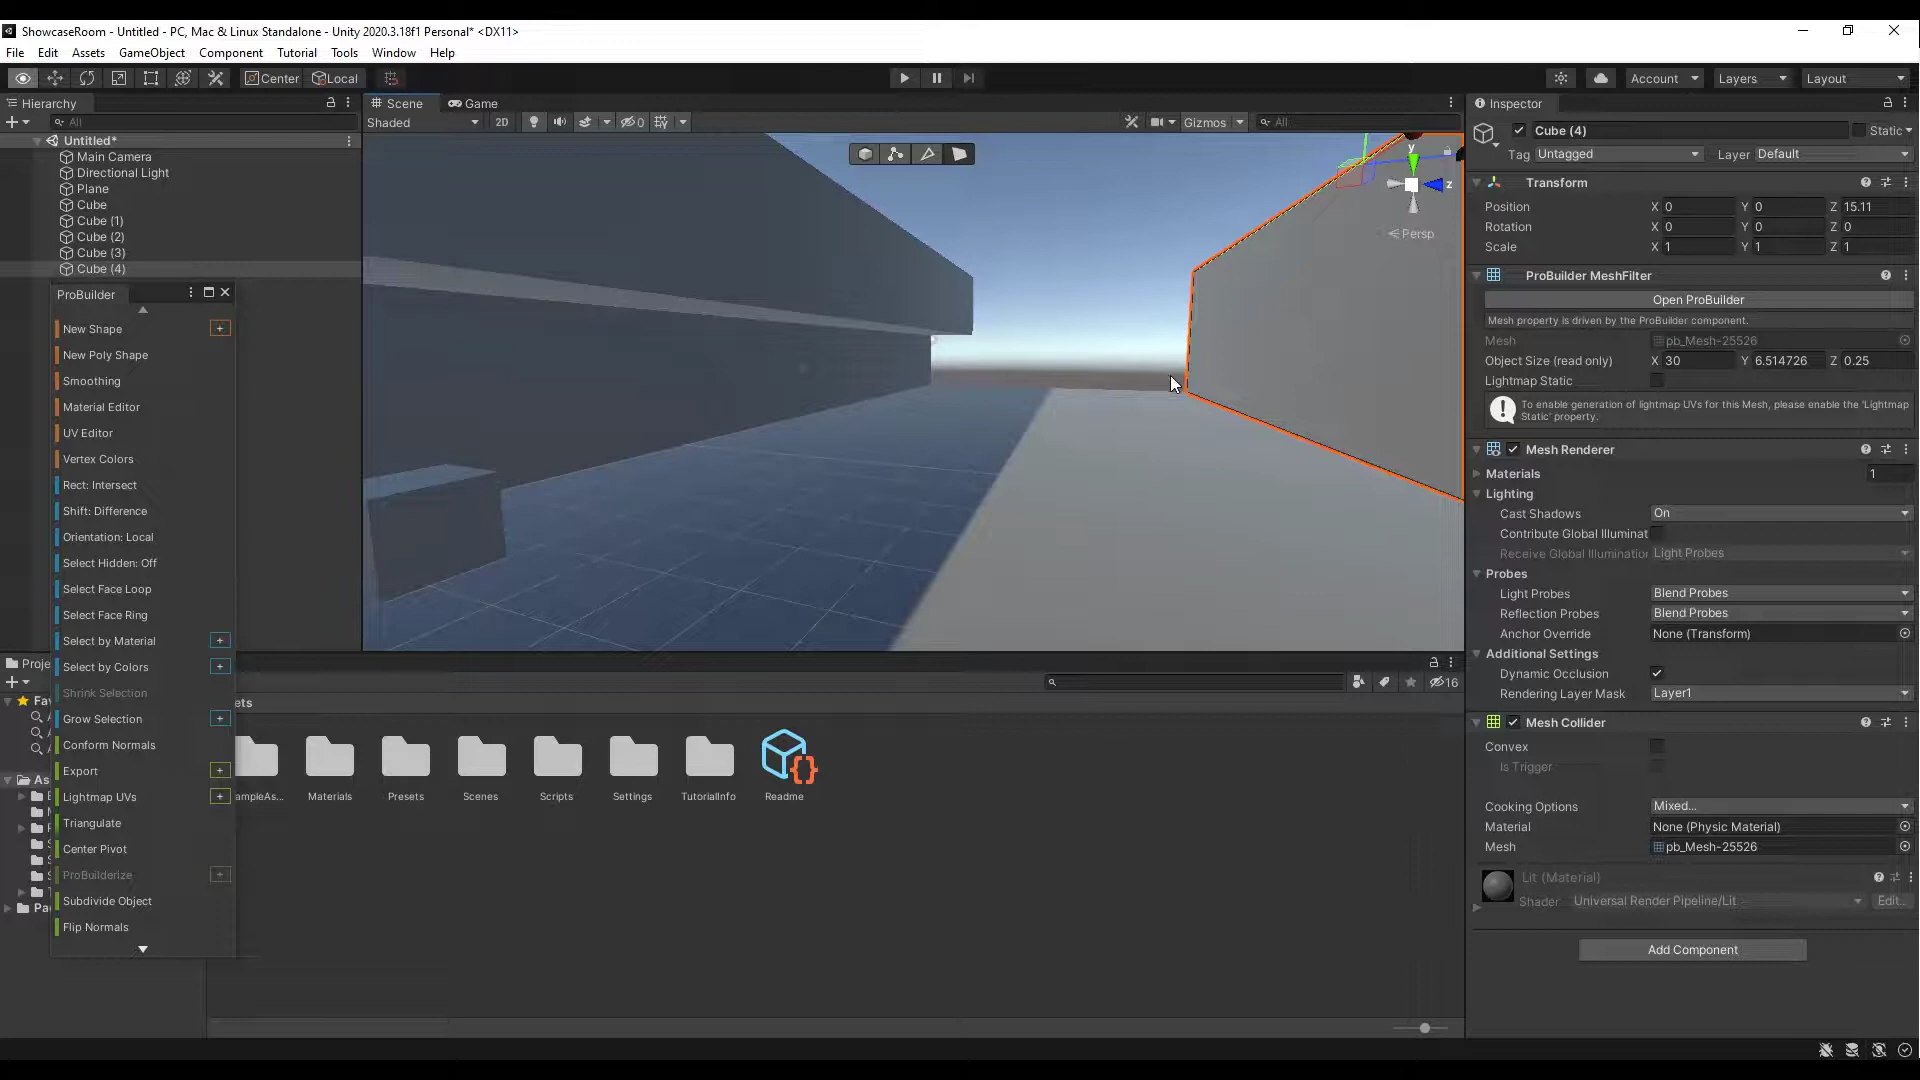 ShowcaseRoom - Untitled - PC, Mac & Linux Standalone - Unity 2020.3.18f1 Personal* <DX11>
File Edit Assets GameObject Component Tutorial Tools Window Help
Center Local Account Layers Layout
Hierarchy
All
Untitled*
Main Camera
Directional Light
Plane
Cube
Cube (1)
Cube (2)
Cube (3)
Cube (4)
ProBuilder
New Shape
New Poly Shape
Smoothing
Material Editor
UV Editor
Vertex Colors
Rect: Intersect
Shift: Difference
Orientation: Local
Select Hidden: Off
Select Face Loop
Select Face Ring
Select by Material
Select by Colors
Shrink Selection
Grow Selection
Conform Normals
Export
Lightmap UVs
Triangulate
Center Pivot
ProBuilderize
Subdivide Object
Flip Normals
Scene Game
Shaded 2D 0 Gizmos All
y
z
Persp
Proje
16
Fav
As
Pac
ets
ampleAs...
Materials
Presets
Scenes
Scripts
Settings
TutorialInfo
Readme
Inspector
Cube (4) Static
Tag Untagged Layer Default
Transform
Position X 0 Y 0 Z 15.11
Rotation X 0 Y 0 Z 0
Scale X 1 Y 1 Z 1
ProBuilder MeshFilter
Open ProBuilder
Mesh property is driven by the ProBuilder component.
Mesh pb_Mesh-25526
Object Size (read only) X 30 Y 6.514726 Z 0.25
Lightmap Static
To enable generation of lightmap UVs for this Mesh, please enable the 'Lightmap
Static' property.
Mesh Renderer
Materials 1
Lighting
Cast Shadows On
Contribute Global Illuminat
Receive Global Illumination Light Probes
Probes
Light Probes Blend Probes
Reflection Probes Blend Probes
Anchor Override None (Transform)
Additional Settings
Dynamic Occlusion
Rendering Layer Mask Layer1
Mesh Collider
Convex
Is Trigger
Cooking Options Mixed...
Material None (Physic Material)
Mesh pb_Mesh-25526
Lit (Material)
Shader Universal Render Pipeline/Lit Edit...
Add Component